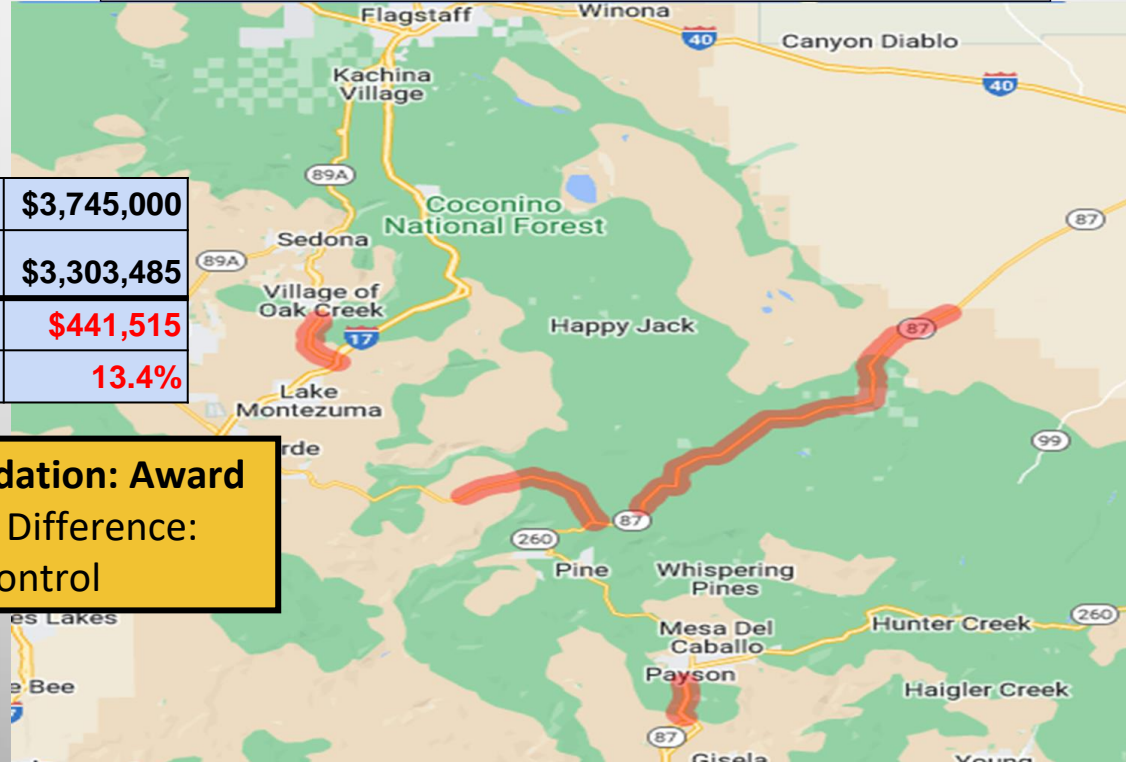 Flagstaff
Winona
40
Canyon Diablo
40
Kachina
Village
89A
Coconino
National Forest
87
Sedona
89A
Village of
Oak Creek
17
Happy Jack
87
Lake
Montezuma
rde
99
87
260
Pine
Whispering
Pines
260
Hunter Creek
Mesa Del
Caballo
Payson
Haigler Creek
87
Gisela
Young
es Lakes
e Bee
$3,745,000
$3,303,485
$441,515
13.4%
dation: Award
Difference:
ontrol